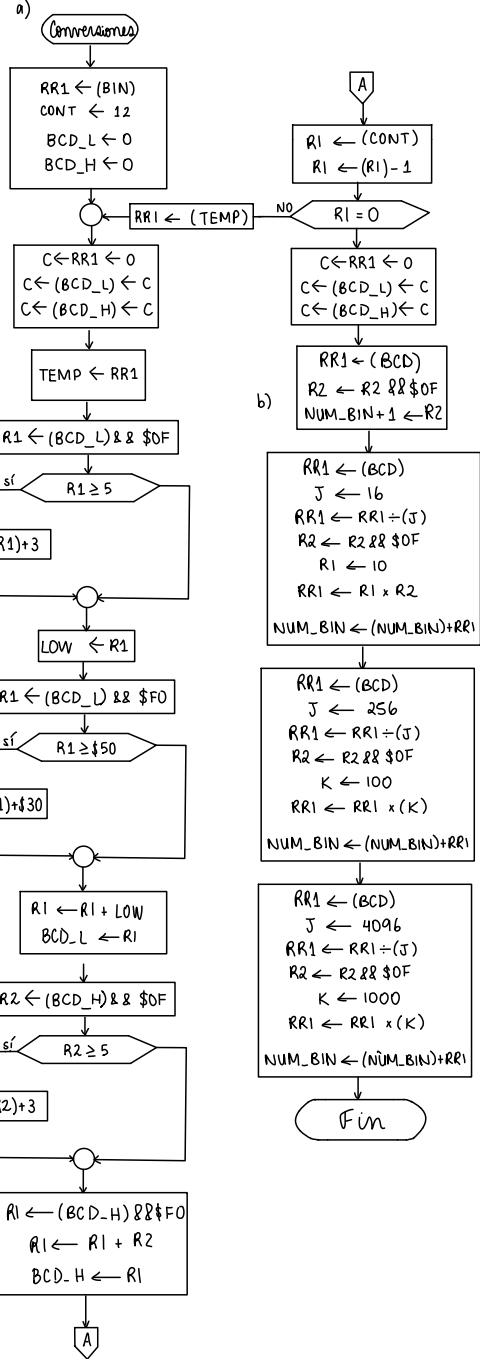 a)
Conversiones
RR1 ← (BIN)
CONT ← 12
BCD_L ← 0
BCD_H ← 0
C←RR1 ← 0
C← (BCD_L) ← C
C← (BCD_H) ← C
TEMP ← RR1
R1 ← (BCD_L) && $0F
sí
R1 ≥ 5
R1)+3
LOW ← R1
R1 ← (BCD_L) && $F0
sí
R1 ≥ $50
1)+$30
R1 ← R1 + LOW
BCD_L ← R1
R2 ← (BCD_H) && $0F
sí
R2 ≥ 5
2)+3
R1 ← (BCD_H) && $F0
R1 ← R1 + R2
BCD_H ← R1
A
A
R1 ← (CONT)
R1 ← (R1) - 1
R1 = 0
NO
RR1 ← (TEMP)
C←RR1 ← 0
C← (BCD_L) ← C
C← (BCD_H) ← C
b)
RR1 ← (BCD)
R2 ← R2 && $0F
NUM_BIN+1 ← R2
RR1 ← (BCD)
J ← 16
RR1 ← RR1 ÷ (J)
R2 ← R2 && $0F
R1 ← 10
RR1 ← R1 x R2
NUM_BIN ← (NUM_BIN)+RR1
RR1 ← (BCD)
J ← 256
RR1 ← RR1 ÷ (J)
R2 ← R2 && $0F
K ← 100
RR1 ← RR1 x (K)
NUM_BIN ← (NUM_BIN)+RR1
RR1 ← (BCD)
J ← 4096
RR1 ← RR1 ÷ (J)
R2 ← R2 && $0F
K ← 1000
RR1 ← RR1 x (K)
NUM_BIN ← (NUM_BIN)+RR1
Fin